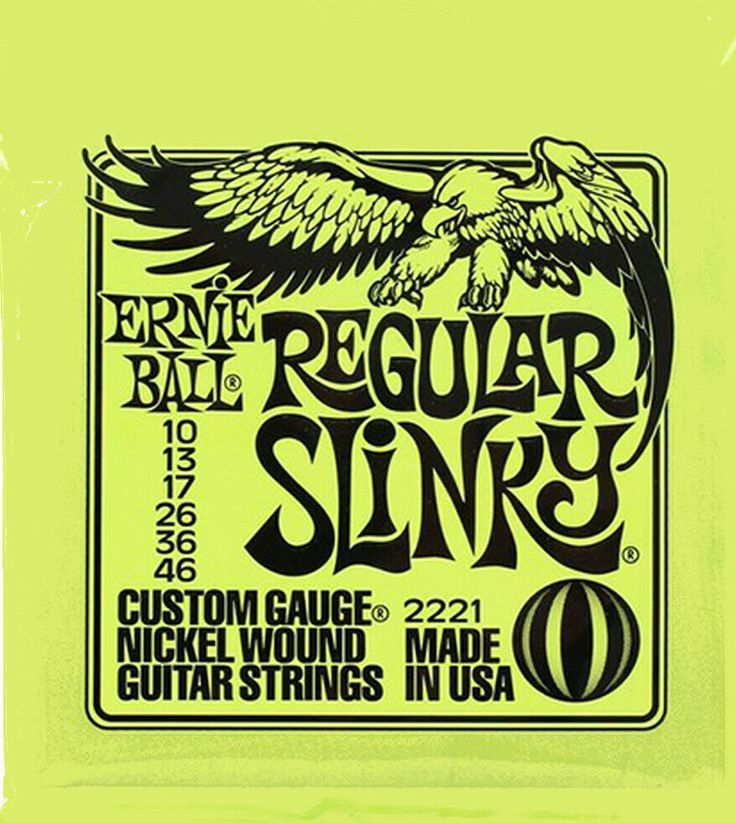 ERNiE
BALL®
REGULAR
SLiNKY®
10
13
17
26
36
46
CUSTOM GAUGE®
NICKEL WOUND
GUITAR STRINGS
2221
MADE
IN USA